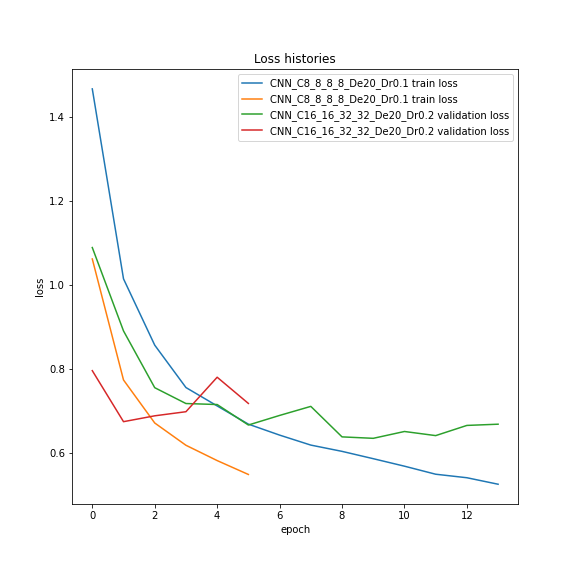 Loss histories
CNN_C8_8_8_8_De20_Dr0.1 train loss
CNN_C8_8_8_8_De20_Dr0.1 train loss
CNN_C16_16_32_32_De20_Dr0.2 validation loss
CNN_C16_16_32_32_De20_Dr0.2 validation loss
1.4
1.2
1.0
0.8
0.6
loss
0 2 4 6 8 10 12
epoch